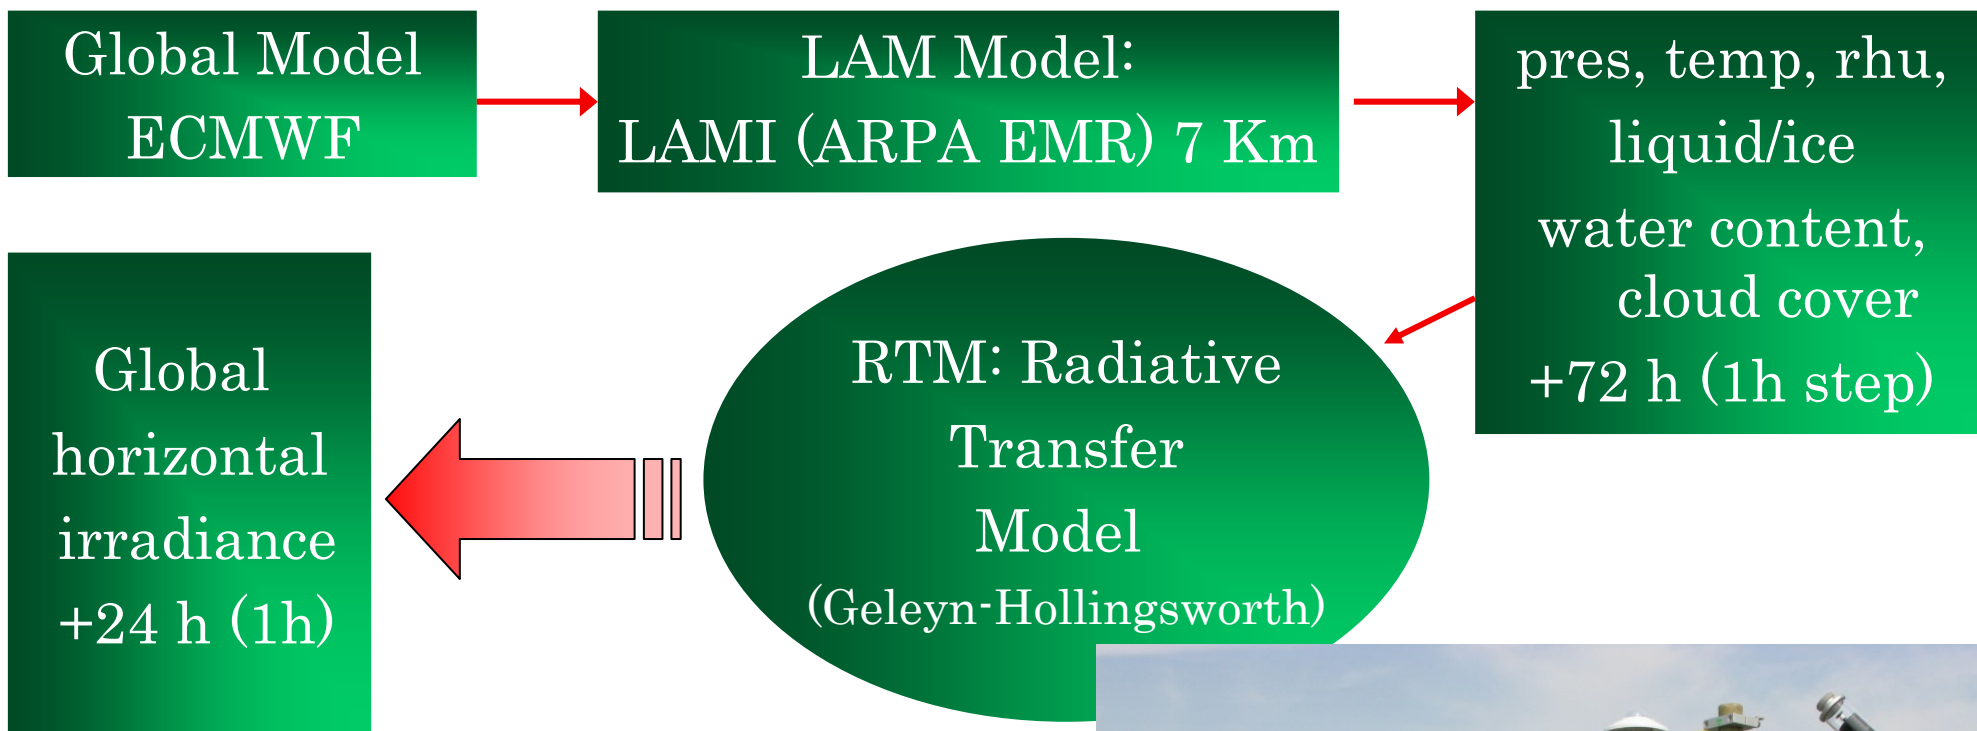 Global Model
ECMWF
LAM Model:
LAMI (ARPA EMR) 7 Km
pres, temp, rhu,
liquid/ice
water content,
cloud cover
+72 h (1h step)
RTM: Radiative
Transfer
Model
(Geleyn-Hollingsworth)
Global
horizontal
irradiance
+24 h (1h)